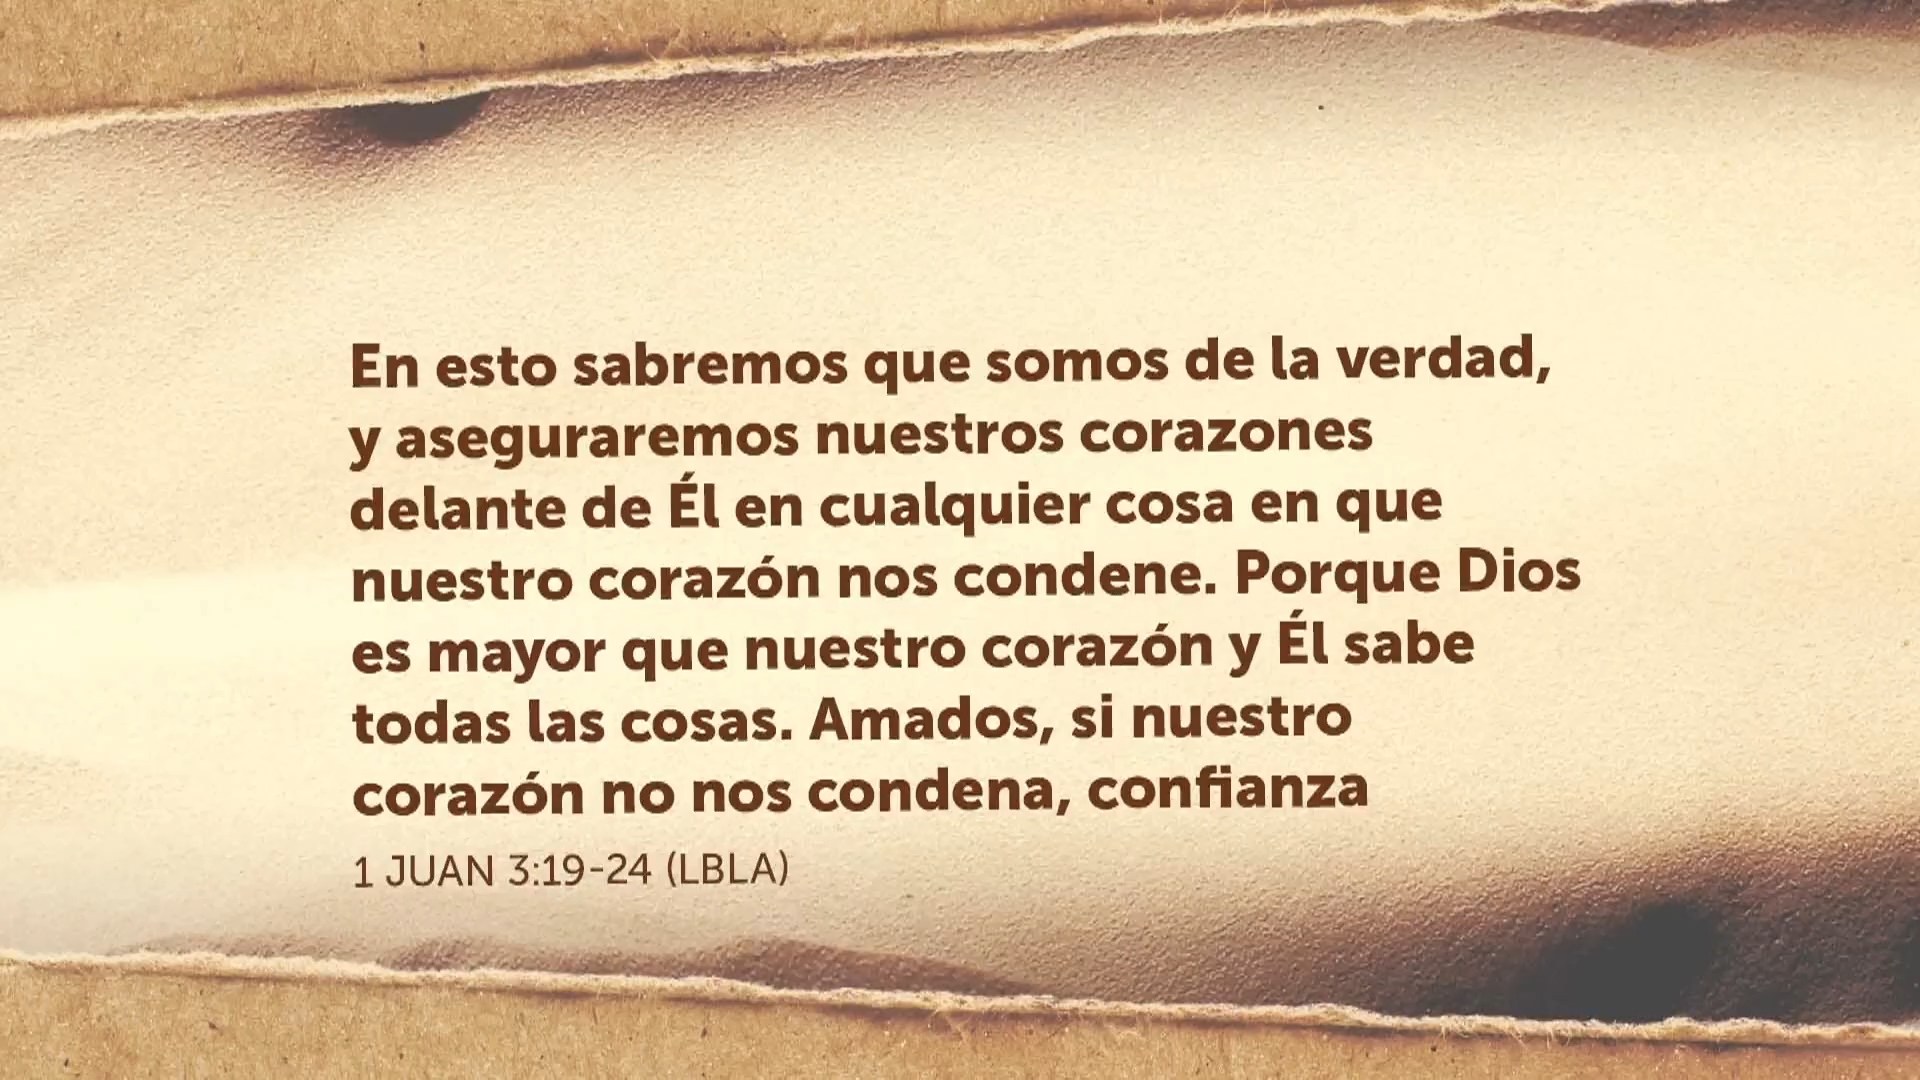 En esto sabremos que somos de la verdad,
y aseguraremos nuestros corazones
delante de Él en cualquier cosa en que
nuestro corazón nos condene. Porque Dios
es mayor que nuestro corazón y Él sabe
todas las cosas. Amados, si nuestro
corazón no nos condena, confianza
1 JUAN 3:19-24 (LBLA)